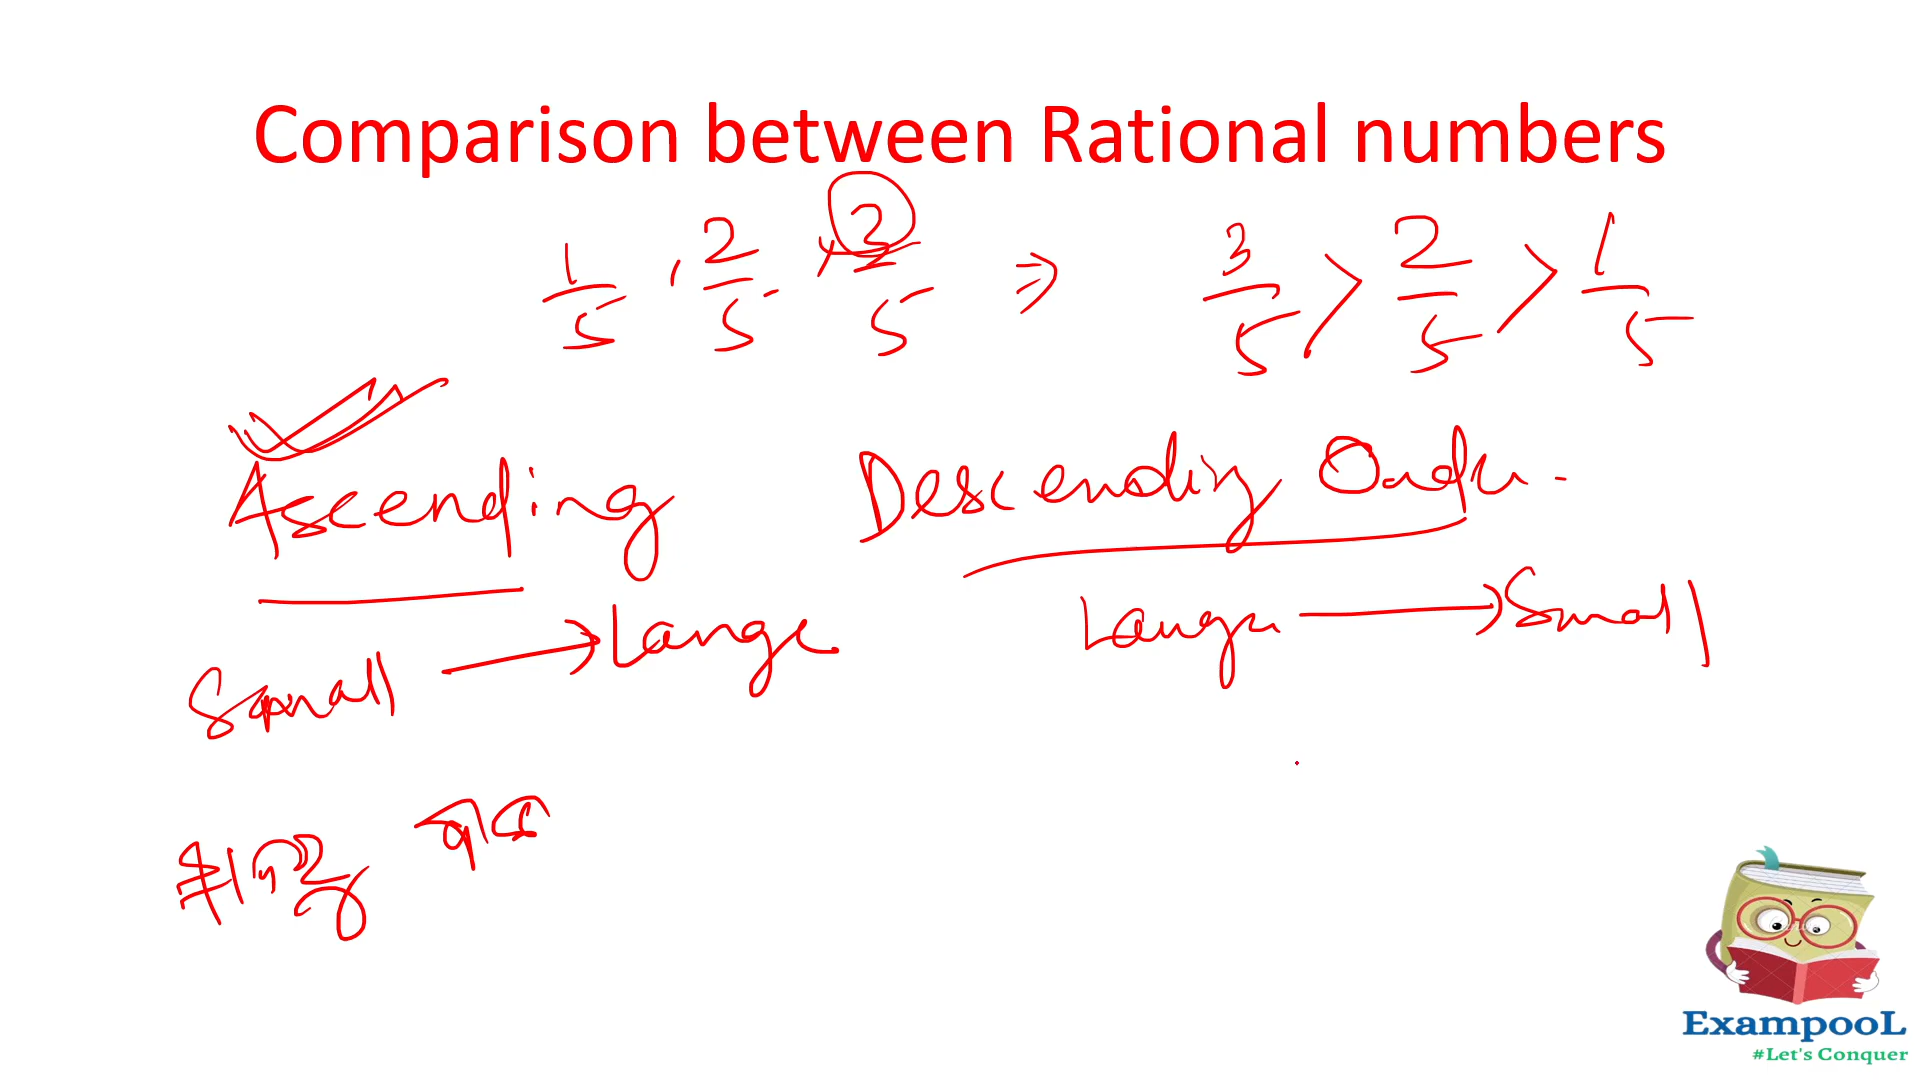 Comparison between Rational numbers
1/5 , 2/5 , 3/5 ⇒ 3/5 > 2/5 > 1/5
Ascending
Descending Order.
Small → Large
Large → Small
ExampooL
#Let's Conquer